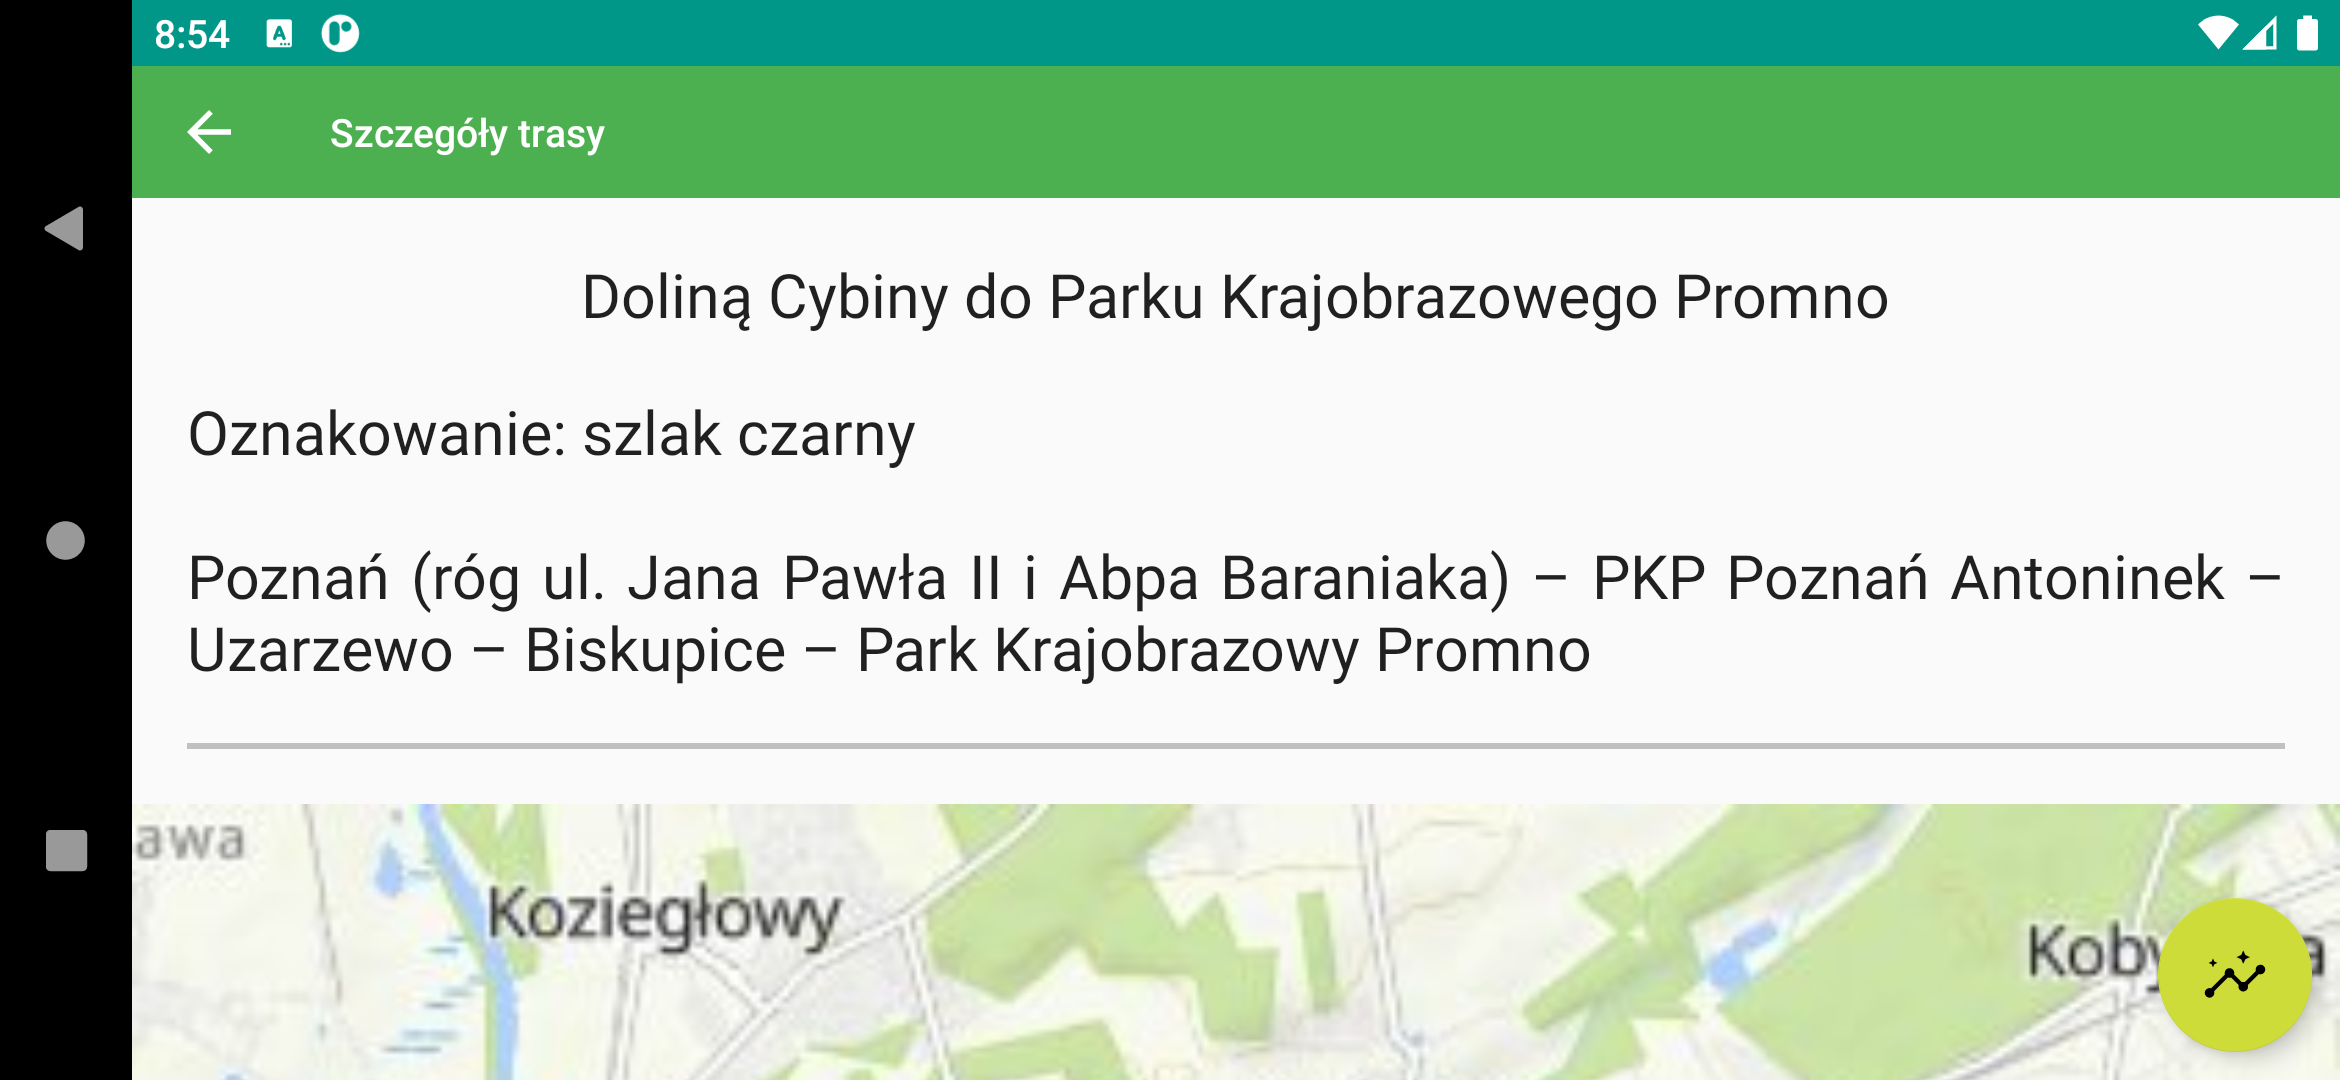 8:54
Szczegóły trasy
Doliną Cybiny do Parku Krajobrazowego Promno
Oznakowanie: szlak czarny
Poznań (róg ul. Jana Pawła II i Abpa Baraniaka) – PKP Poznań Antoninek –
Uzarzewo – Biskupice – Park Krajobrazowy Promno
awa
Koziegłowy